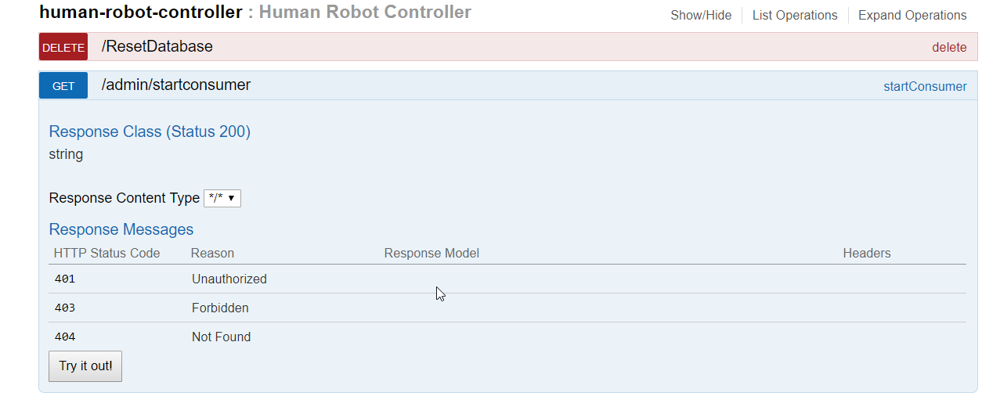 human-robot-controller : Human Robot Controller
Show/Hide List Operations Expand Operations
DELETE /ResetDatabase delete
GET /admin/startconsumer startConsumer
Response Class (Status 200)
string
Response Content Type */* ▼
Response Messages
HTTP Status Code Reason Response Model Headers
401 Unauthorized
403 Forbidden
404 Not Found
Try it out!